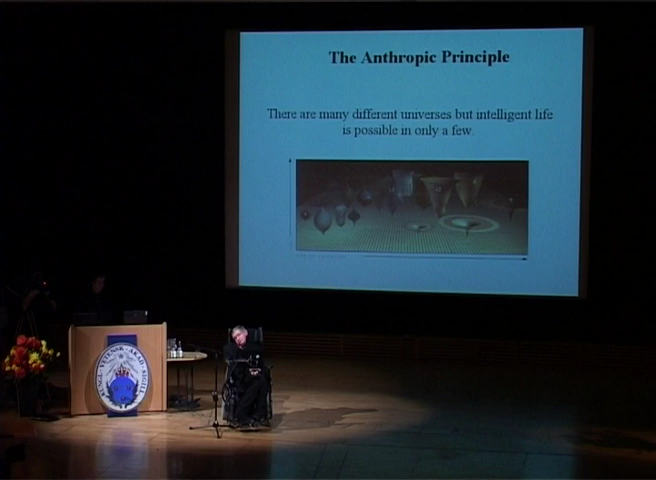 The Anthropic Principle
There are many different universes but intelligent life
is possible in only a few.